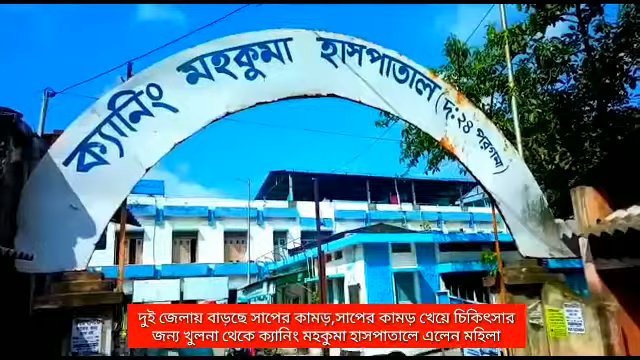 ক্যানিং মহকুমা হাসপাতাল (দঃ ২৪ পরগনা)
দুই জেলায় বাড়ছে সাপের কামড়,সাপের কামড় খেয়ে চিকিৎসার
জন্য খুলনা থেকে ক্যানিং মহকুমা হাসপাতালে এলেন মহিলা